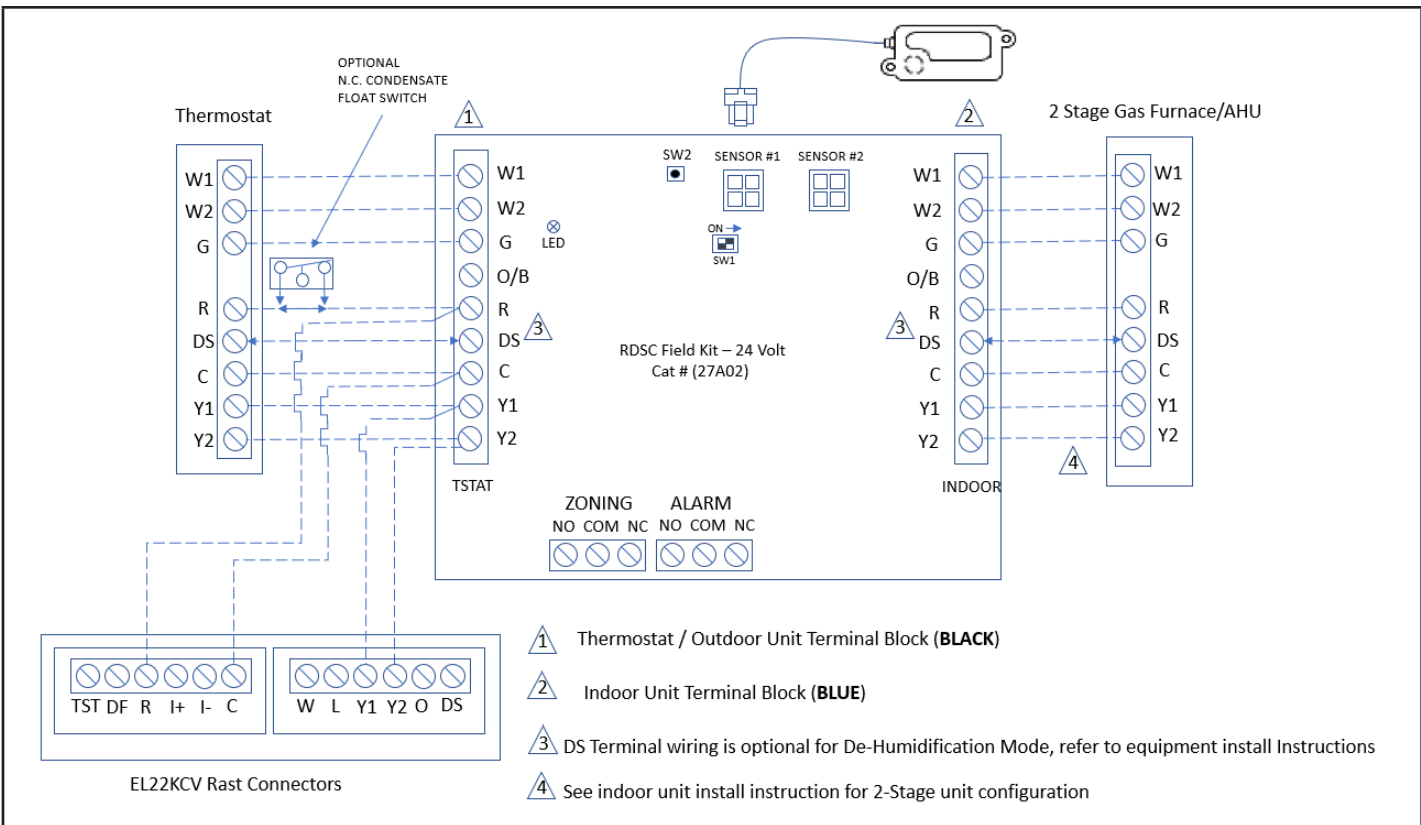 OPTIONAL
N.C. CONDENSATE
FLOAT SWITCH
Thermostat
W1
W2
G
R
DS
C
Y1
Y2
1
W1
W2
G
O/B
R
DS
C
Y1
Y2
TSTAT
3
LED
SW2
SENSOR #1
SENSOR #2
ON
SW1
RDSC Field Kit – 24 Volt
Cat # (27A02)
ZONING
NO COM NC
ALARM
NO COM NC
2
W1
W2
G
O/B
R
DS
C
Y1
Y2
INDOOR
3
2 Stage Gas Furnace/AHU
W1
W2
G
R
DS
C
Y1
Y2
4
TST DF R I+ I- C
W L Y1 Y2 O DS
EL22KCV Rast Connectors
1 Thermostat / Outdoor Unit Terminal Block (BLACK)
2 Indoor Unit Terminal Block (BLUE)
3 DS Terminal wiring is optional for De-Humidification Mode, refer to equipment install Instructions
4 See indoor unit install instruction for 2-Stage unit configuration